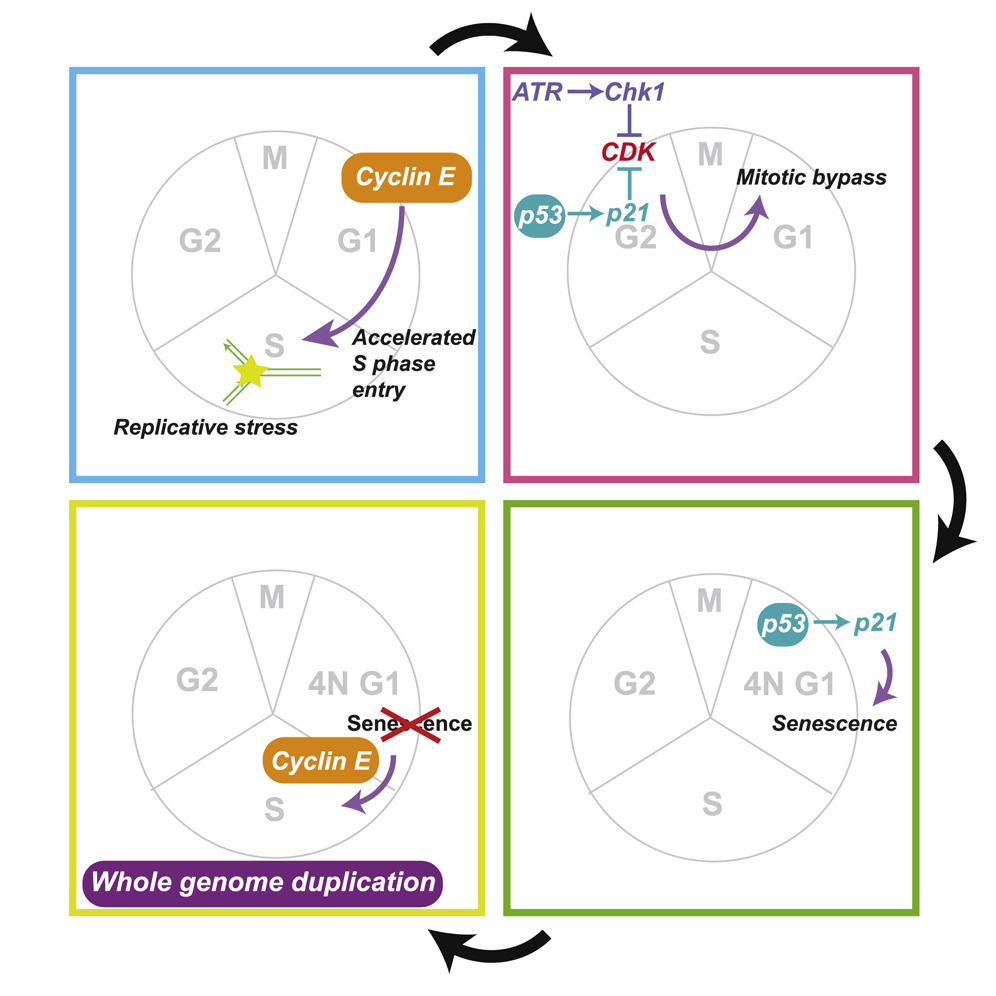 M
Cyclin E
G2
G1
S
Accelerated
S phase
entry
Replicative stress
ATR Chk1
CDK
M
Mitotic bypass
p53 p21
G2
G1
S
M
p53 p21
G2
4N G1
Senescence
S
M
G2
4N G1
Senescence
Cyclin E
S
Whole genome duplication